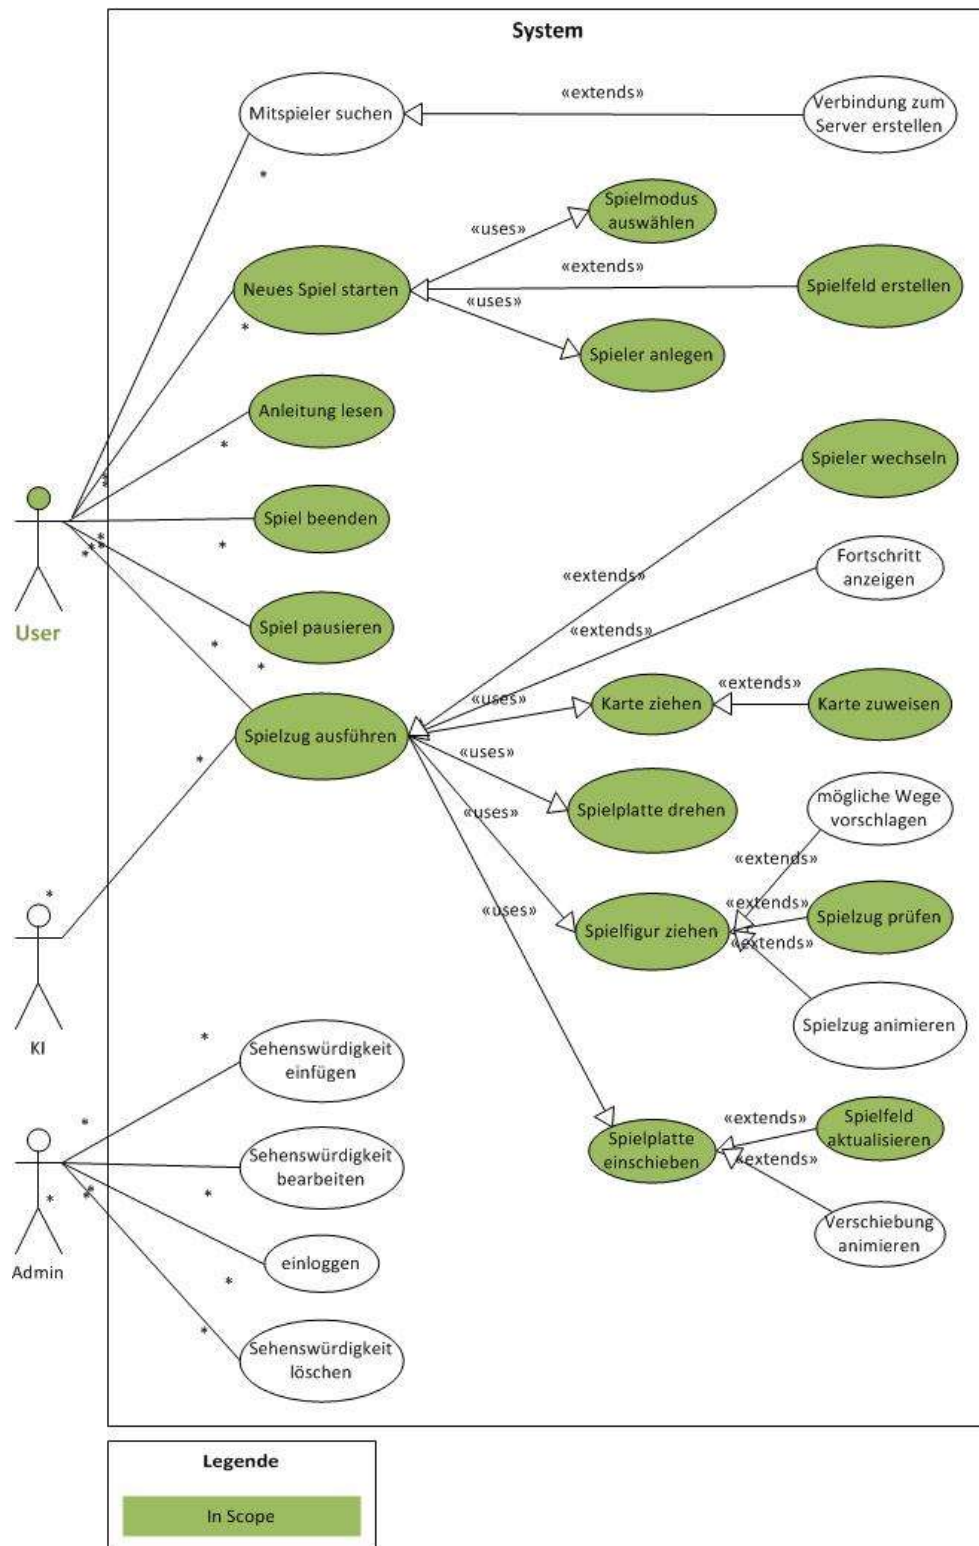 System
Mitspieler suchen
«extends»
Verbindung zum
Server erstellen
*
Spielmodus
auswählen
«uses»
Neues Spiel starten
«extends»
Spielfeld erstellen
«uses»
*
Spieler anlegen
Anleitung lesen
*
Spieler wechseln
*
*
Spiel beenden
*
*
*
*
*
User
«extends»
Fortschritt
anzeigen
Spiel pausieren
«extends»
*
*
«uses»
Karte ziehen
«extends»
Karte zuweisen
Spielzug ausführen
*
«uses»
mögliche Wege
vorschlagen
Spielplatte drehen
«uses»
«extends»
*
KI
«uses»
Spielfigur ziehen
«extends»
Spielzug prüfen
«extends»
Spielzug animieren
*
Sehenswürdigkeit
einfügen
*
Spielplatte
einschieben
«extends»
Spielfeld
aktualisieren
«extends»
Sehenswürdigkeit
bearbeiten
*
*
*
*
Admin
Verschiebung
animieren
einloggen
*
*
Sehenswürdigkeit
löschen
Legende
In Scope